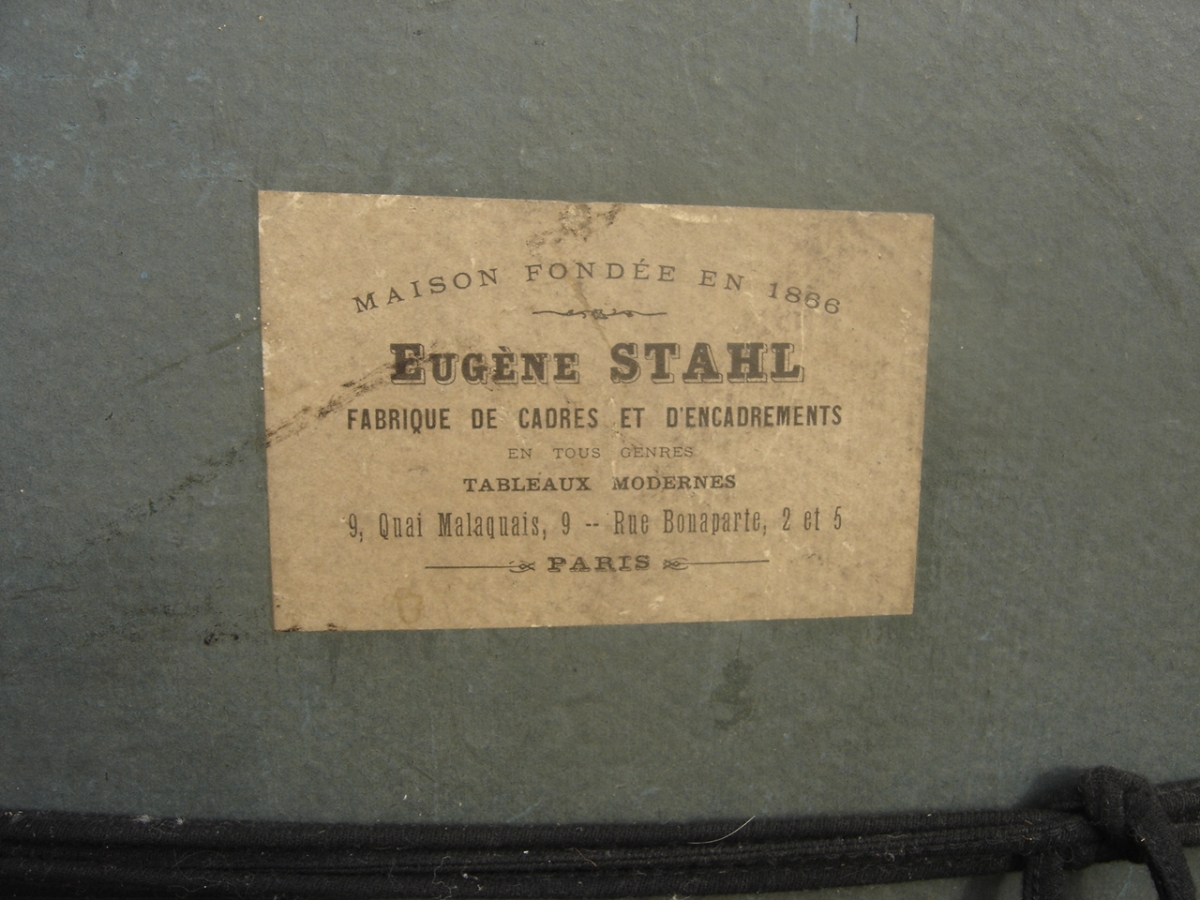 MAISON FONDÉE EN 1866
EUGÈNE STAHL
FABRIQUE DE CADRES ET D'ENCADREMENTS
EN TOUS GENRES
TABLEAUX MODERNES
9, Quai Malaquais, 9 -- Rue Bonaparte, 2 et 5
PARIS